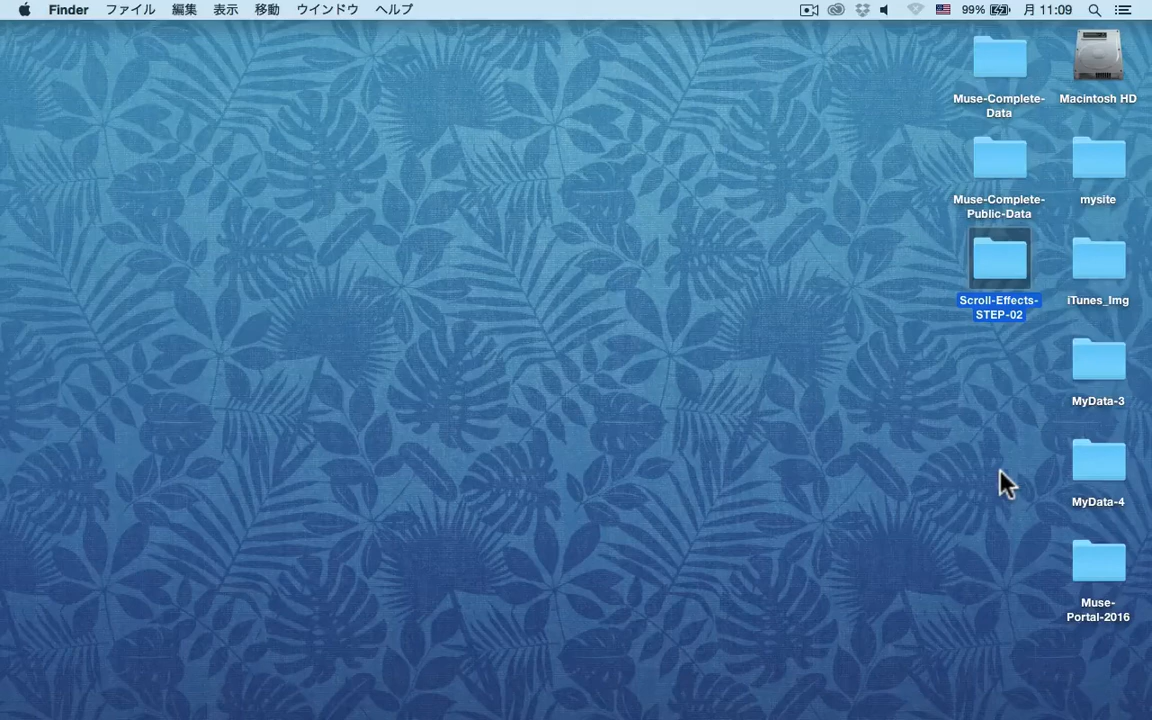 Finder ファイル 編集 表示 移動 ウインドウ ヘルプ 99% 月 11:09
Muse-Complete-
Data
Macintosh HD
Muse-Complete-
Public-Data
mysite
Scroll-Effects-
STEP-02
iTunes_Img
MyData-3
MyData-4
Muse-
Portal-2016